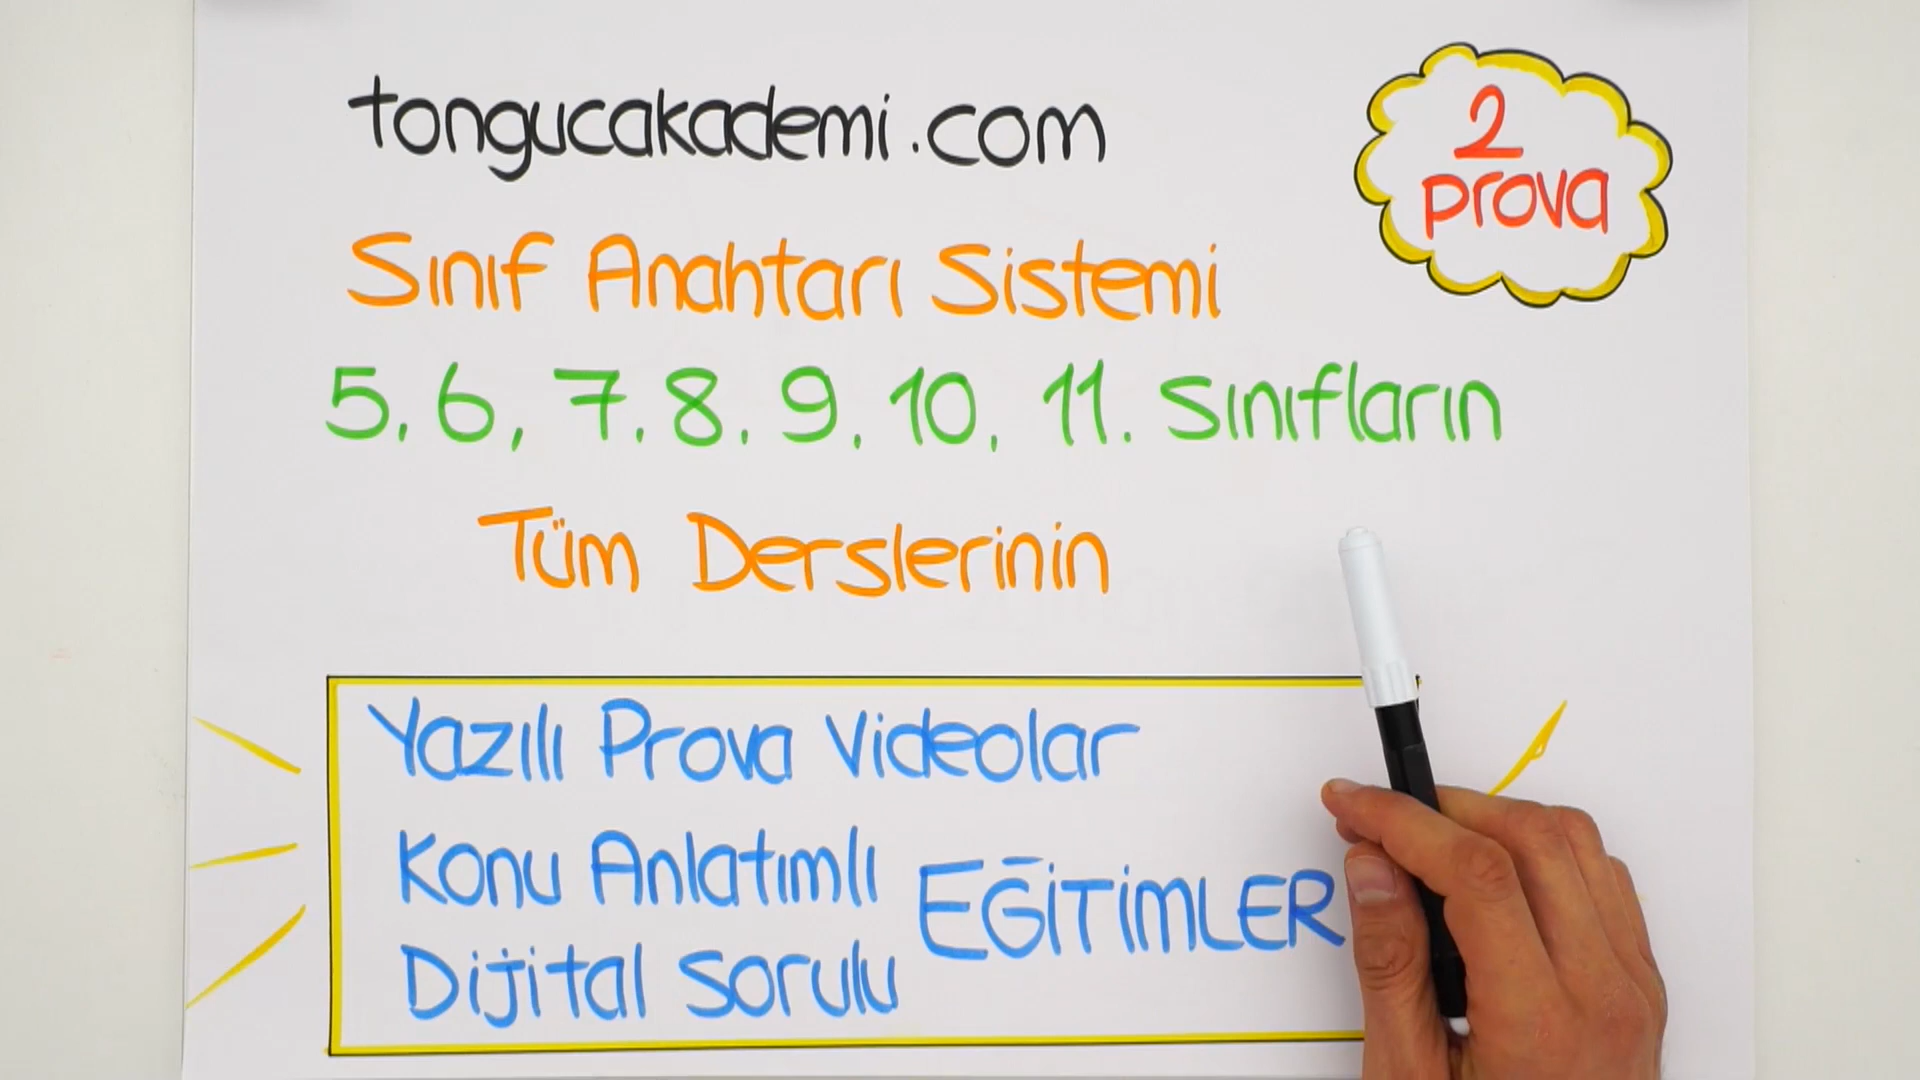 tongucakademi.com
2
prova
Sınıf Anahtarı Sistemi
5. 6, 7. 8. 9. 10. 11. Sınıfların
Tüm Derslerinin
Yazılı Prova Videolar
Konu Anlatımlı
EĞİTİMLER
Dijital Sorulu